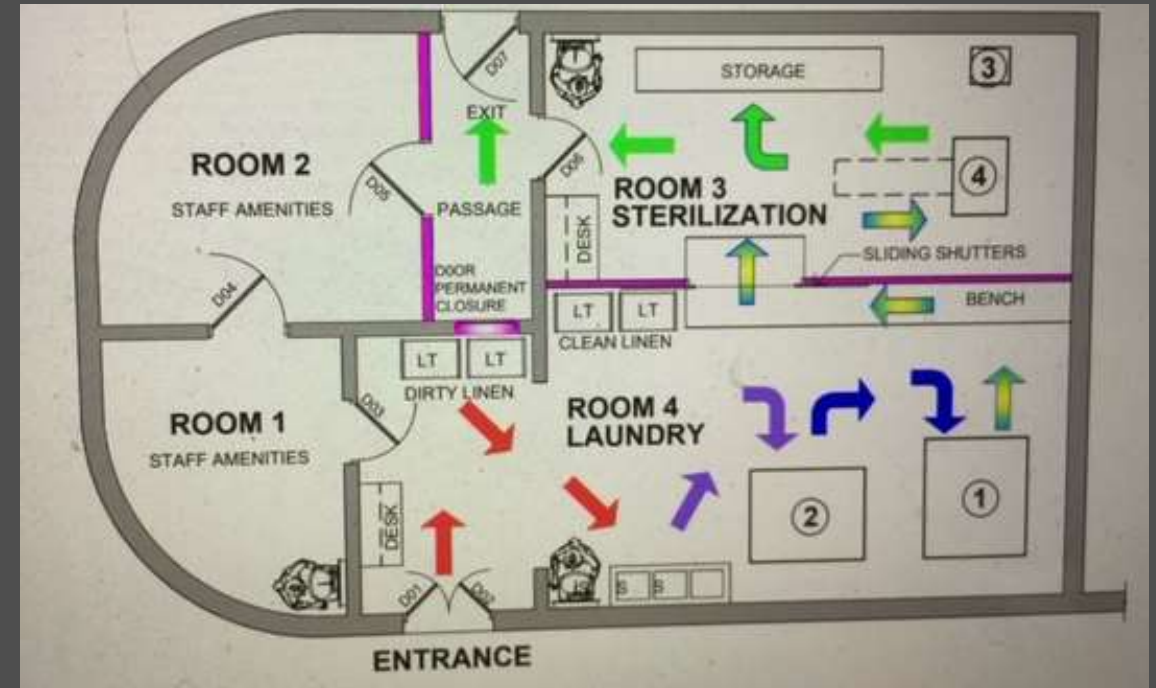 D07
EXIT
STORAGE
3
ROOM 2
STAFF AMENITIES
D05
PASSAGE
D06
ROOM 3
STERILIZATION
4
DESK
SLIDING SHUTTERS
D04
DOOR
PERMANENT
CLOSURE
BENCH
LT
LT
CLEAN LINEN
LT
LT
DIRTY LINEN
D03
ROOM 1
STAFF AMENITIES
ROOM 4
LAUNDRY
DESK
2
1
D01
D02
S
S
ENTRANCE